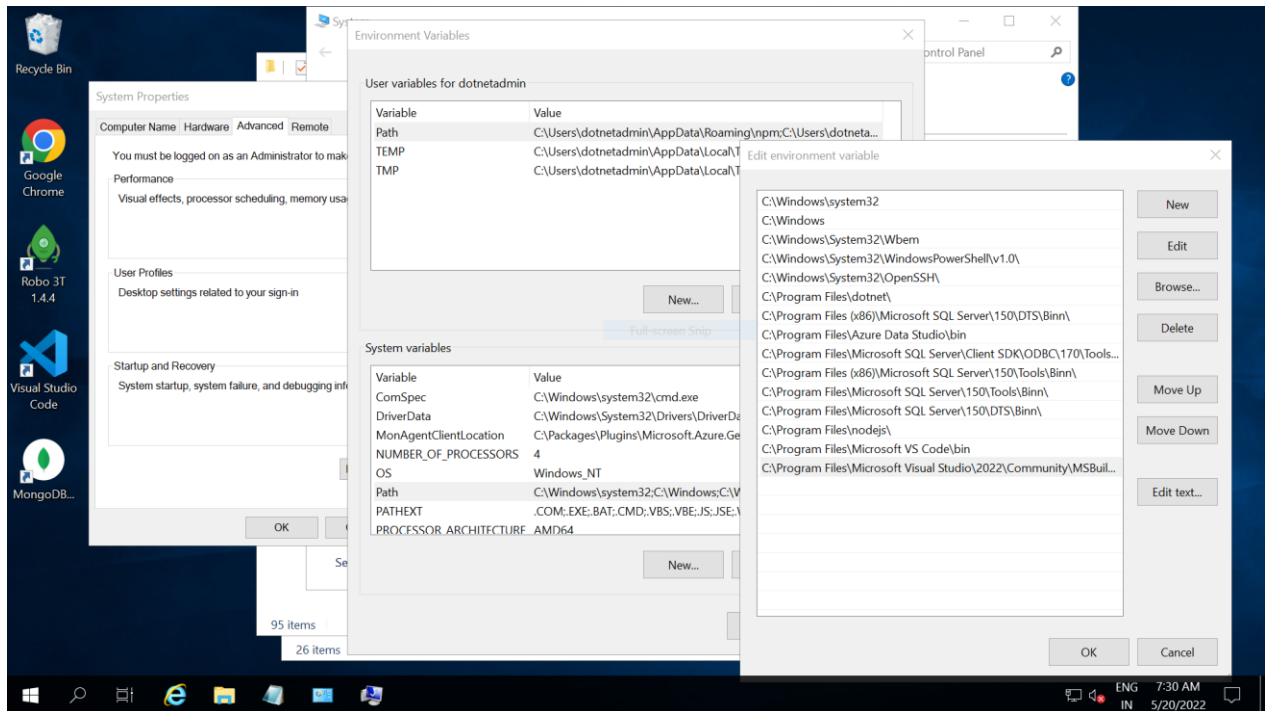 Recycle Bin
Google
Chrome
Robo 3T
1.4.4
Visual Studio
Code
MongoDB...
Control Panel
95 items
26 items
System Properties
Computer Name Hardware Advanced Remote
You must be logged on as an Administrator to mak
Performance
Visual effects, processor scheduling, memory usa
User Profiles
Desktop settings related to your sign-in
Startup and Recovery
System startup, system failure, and debugging inf
OK
Environment Variables
User variables for dotnetadmin
Variable Value
Path C:\Users\dotnetadmin\AppData\Roaming\npm;C:\Users\dotneta...
TEMP C:\Users\dotnetadmin\AppData\Local\T
TMP C:\Users\dotnetadmin\AppData\Local\T
New...
Full-screen Snip
System variables
Variable Value
ComSpec C:\Windows\system32\cmd.exe
DriverData C:\Windows\System32\Drivers\DriverDa
MonAgentClientLocation C:\Packages\Plugins\Microsoft.Azure.Ge
NUMBER_OF_PROCESSORS 4
OS Windows_NT
Path C:\Windows\system32;C:\Windows;C:\W
PATHEXT .COM;.EXE;.BAT;.CMD;.VBS;.VBE;.JS;.JSE;.
PROCESSOR_ARCHITECTURE AMD64
New...
Edit environment variable
C:\Windows\system32
C:\Windows
C:\Windows\System32\Wbem
C:\Windows\System32\WindowsPowerShell\v1.0\
C:\Windows\System32\OpenSSH\
C:\Program Files\dotnet\
C:\Program Files (x86)\Microsoft SQL Server\150\DTS\Binn\
C:\Program Files\Azure Data Studio\bin
C:\Program Files\Microsoft SQL Server\Client SDK\ODBC\170\Tools...
C:\Program Files (x86)\Microsoft SQL Server\150\Tools\Binn\
C:\Program Files\Microsoft SQL Server\150\Tools\Binn\
C:\Program Files\Microsoft SQL Server\150\DTS\Binn\
C:\Program Files\nodejs\
C:\Program Files\Microsoft VS Code\bin
C:\Program Files\Microsoft Visual Studio\2022\Community\MSBuil...
New
Edit
Browse...
Delete
Move Up
Move Down
Edit text...
OK Cancel
ENG 7:30 AM
IN 5/20/2022